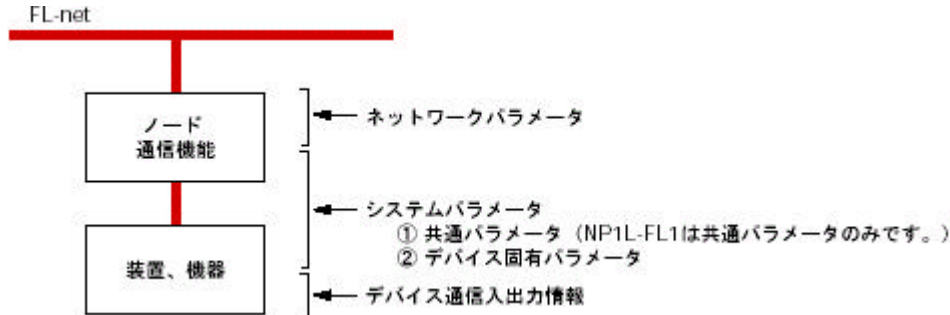 FL-net
ノード
通信機能
ネットワークパラメータ
システムパラメータ
① 共通パラメータ（NP1L-FL1は共通パラメータのみです。）
② デバイス固有パラメータ
装置、機器
デバイス通信入出力情報